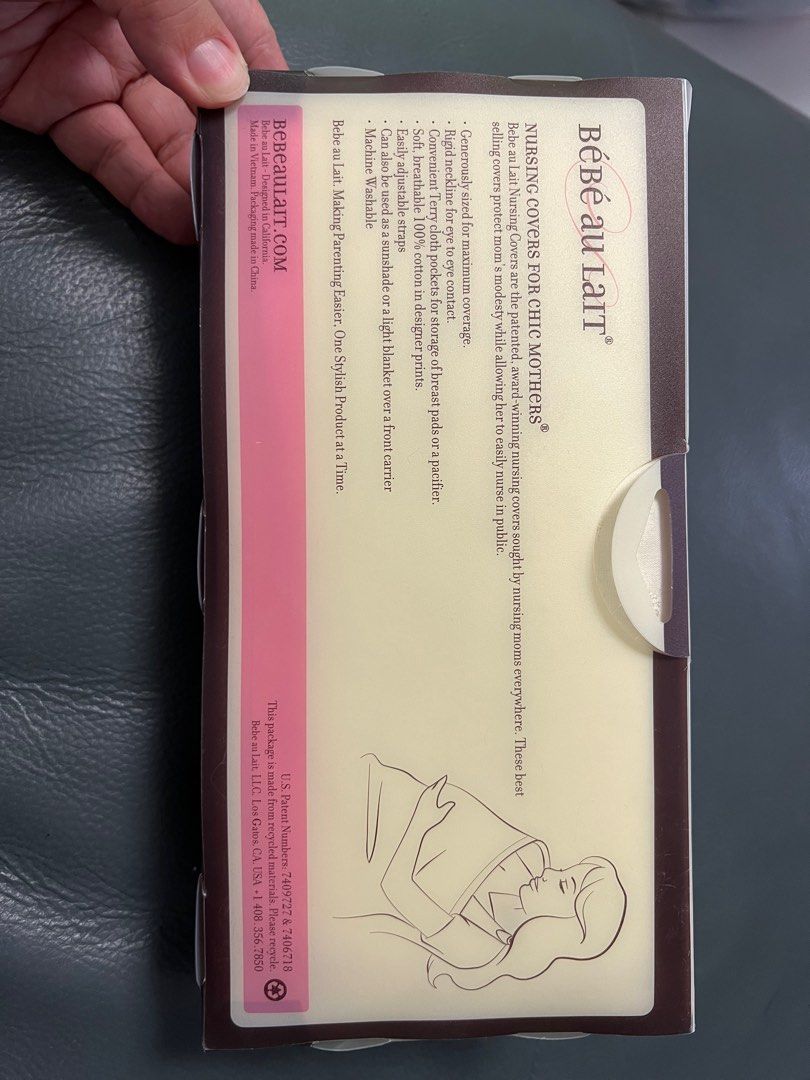 BéBé au Lait®
NURSING COVERS FOR CHIC MOTHERS®
Bebe au Lait Nursing Covers are the patented, award-winning nursing covers sought by nursing moms everywhere. These best
selling covers protect mom's modesty while allowing her to easily nurse in public.
• Generously sized for maximum coverage.
• Rigid neckline for eye to eye contact.
• Convenient Terry cloth pockets for storage of breast pads or a pacifier.
• Soft, breathable 100% cotton in designer prints.
• Easily adjustable straps
• Can also be used as a sunshade or a light blanket over a front carrier
• Machine Washable
Bebe au Lait. Making Parenting Easier, One Stylish Product at a Time.
BeBeauLaiT.COM
Bebe au Lait - Designed in California.
Made in Vietnam. Packaging made in China.
U.S. Patent Numbers: 7409727 & 7406718
This package is made from recycled materials. Please recycle.
Bebe au Lait, LLC. Los Gatos, CA, USA +1 408 356.7850